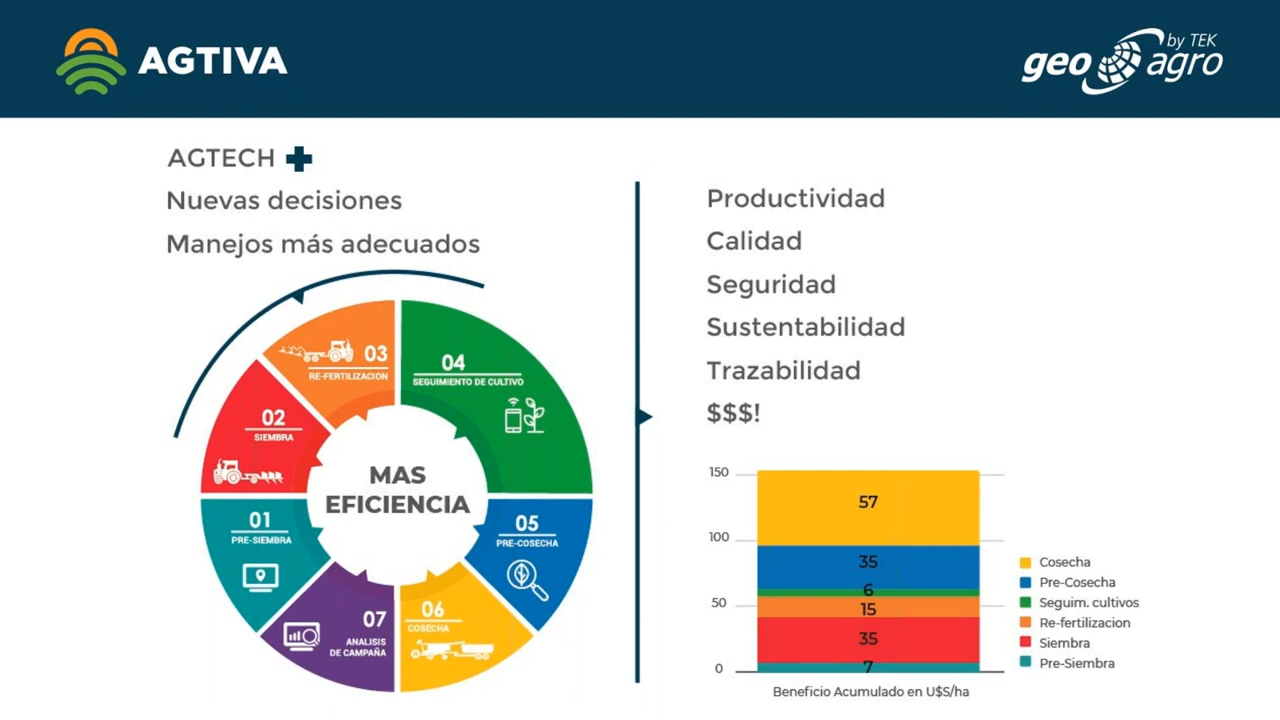 AGTIVA
geo agro by TEK
AGTECH +
Nuevas decisiones
Manejos más adecuados
03
RE-FERTILIZACION
04
SEGUIMIENTO DE CULTIVO
02
SIEMBRA
MAS
EFICIENCIA
01
PRE-SIEMBRA
05
PRE-COSECHA
07
ANALISIS
DE CAMPAÑA
06
COSECHA
Productividad
Calidad
Seguridad
Sustentabilidad
Trazabilidad
$$$!
150
100
50
0
57
35
6
15
35
7
Cosecha
Pre-Cosecha
Seguim. cultivos
Re-fertilizacion
Siembra
Pre-Siembra
Beneficio Acumulado en U$S/ha